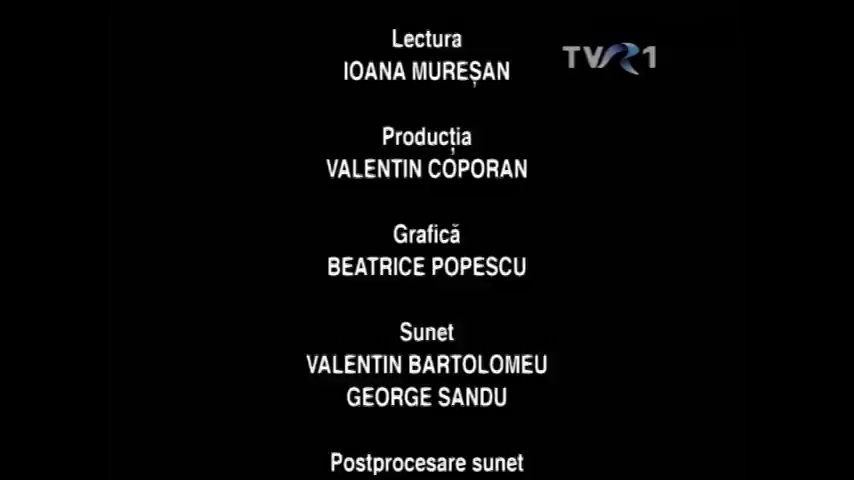 Lectura
IOANA MUREȘAN
TVR1
Producția
VALENTIN COPORAN
Grafică
BEATRICE POPESCU
Sunet
VALENTIN BARTOLOMEU
GEORGE SANDU
Postprocesare sunet